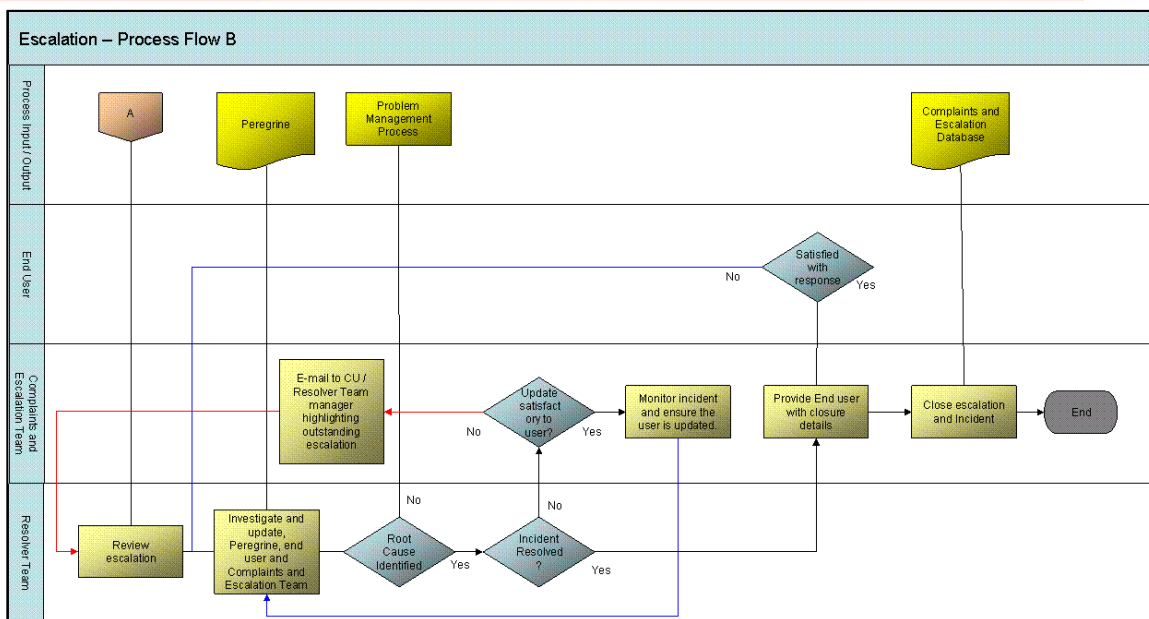 Escalation – Process Flow B
Process Input / Output
A
Peregrine
Problem
Management
Process
Complaints and
Escalation
Database
End User
Satisfied
with
response
No
Yes
Complaints and
Escalation Team
E-mail to CU /
Resolver Team
manager
highlighting
outstanding
escalation
Update
satisfact
ory to
user?
No
Yes
Monitor incident
and ensure the
user is updated.
Provide End user
with closure
details
Close escalation
and Incident
End
Resolver Team
Review
escalation
Investigate and
update,
Peregrine, end
user and
Complaints and
Escalation Team
No
Root
Cause
Identified
Yes
No
Incident
Resolved
?
Yes